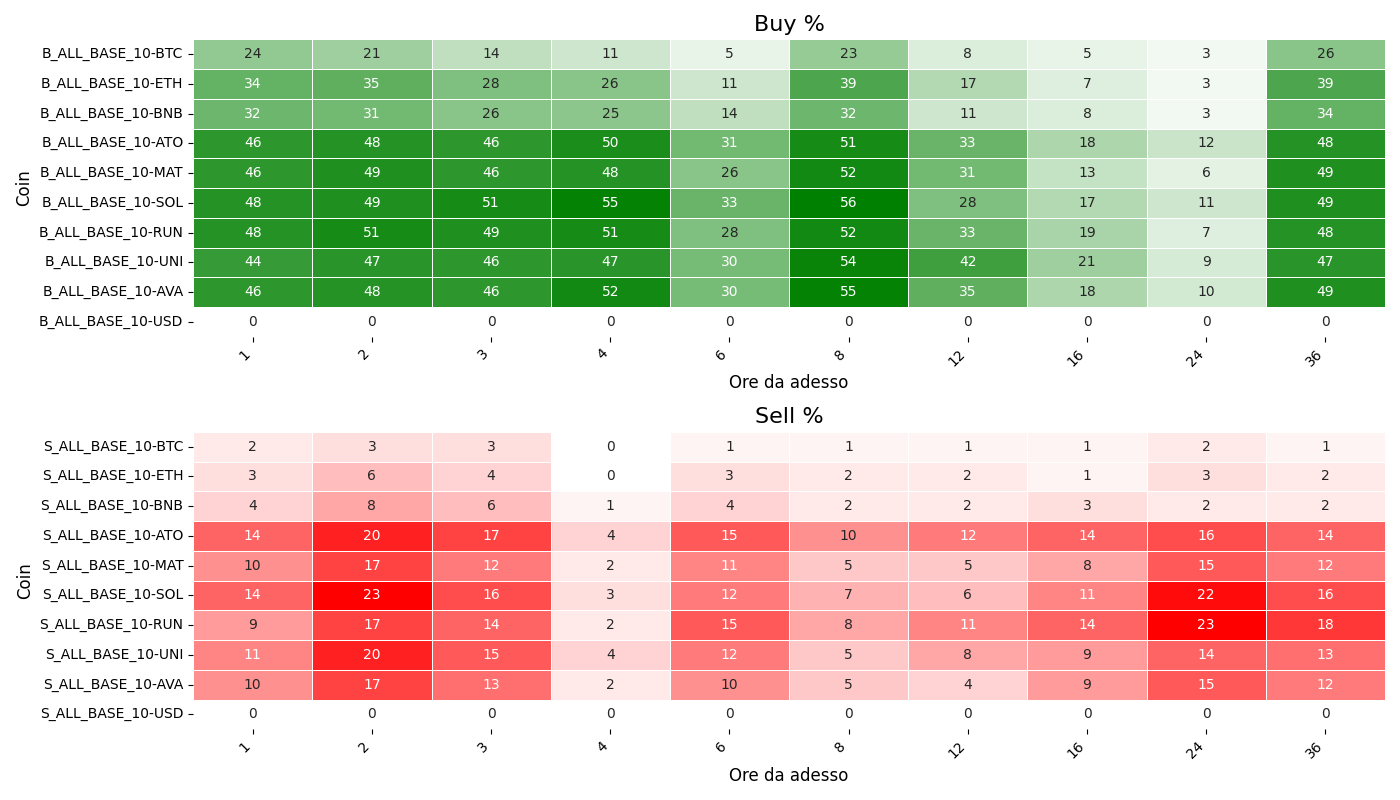 Buy %
B_ALL_BASE_10-BTC 24 21 14 11 5 23 8 5 3 26
B_ALL_BASE_10-ETH 34 35 28 26 11 39 17 7 3 39
B_ALL_BASE_10-BNB 32 31 26 25 14 32 11 8 3 34
B_ALL_BASE_10-ATO 46 48 46 50 31 51 33 18 12 48
B_ALL_BASE_10-MAT 46 49 46 48 26 52 31 13 6 49
B_ALL_BASE_10-SOL 48 49 51 55 33 56 28 17 11 49
B_ALL_BASE_10-RUN 48 51 49 51 28 52 33 19 7 48
B_ALL_BASE_10-UNI 44 47 46 47 30 54 42 21 9 47
B_ALL_BASE_10-AVA 46 48 46 52 30 55 35 18 10 49
B_ALL_BASE_10-USD 0 0 0 0 0 0 0 0 0 0
Coin
1 2 3 4 6 8 12 16 24 36
Ore da adesso
Sell %
S_ALL_BASE_10-BTC 2 3 3 0 1 1 1 1 2 1
S_ALL_BASE_10-ETH 3 6 4 0 3 2 2 1 3 2
S_ALL_BASE_10-BNB 4 8 6 1 4 2 2 3 2 2
S_ALL_BASE_10-ATO 14 20 17 4 15 10 12 14 16 14
S_ALL_BASE_10-MAT 10 17 12 2 11 5 5 8 15 12
S_ALL_BASE_10-SOL 14 23 16 3 12 7 6 11 22 16
S_ALL_BASE_10-RUN 9 17 14 2 15 8 11 14 23 18
S_ALL_BASE_10-UNI 11 20 15 4 12 5 8 9 14 13
S_ALL_BASE_10-AVA 10 17 13 2 10 5 4 9 15 12
S_ALL_BASE_10-USD 0 0 0 0 0 0 0 0 0 0
Coin
1 2 3 4 6 8 12 16 24 36
Ore da adesso